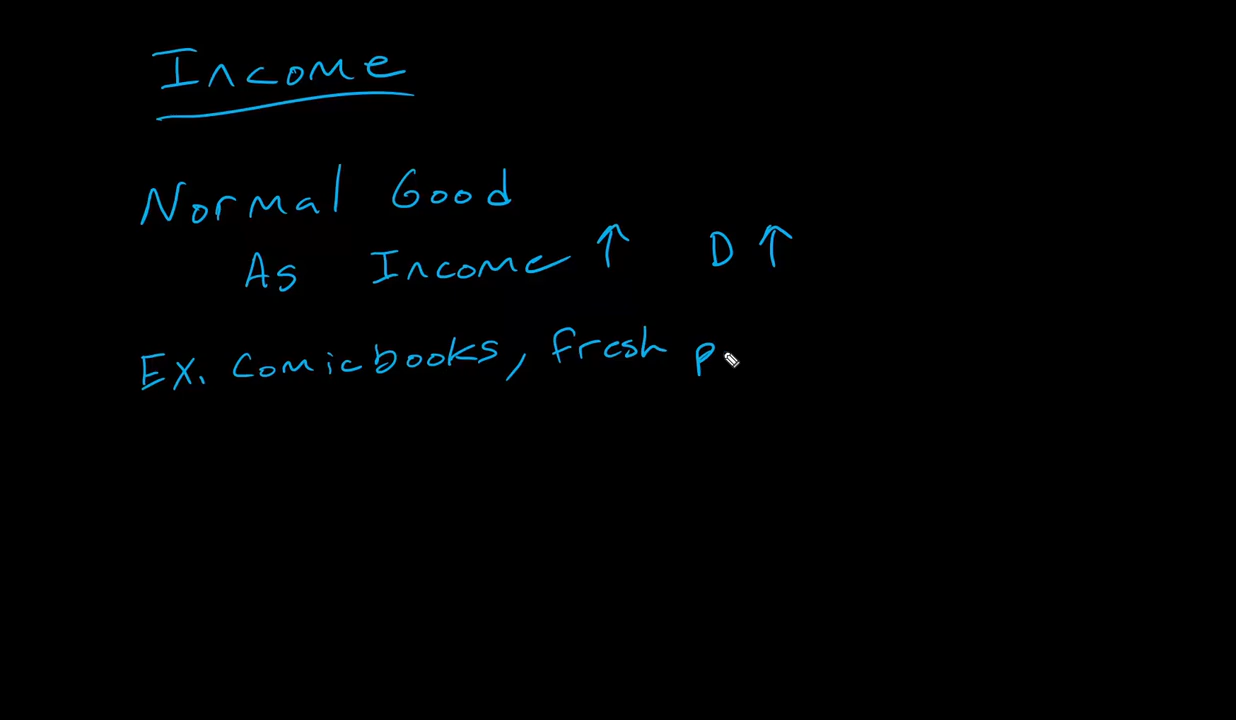 Income
Normal Good
As Income ↑ D ↑
Ex. Comicbooks, fresh p